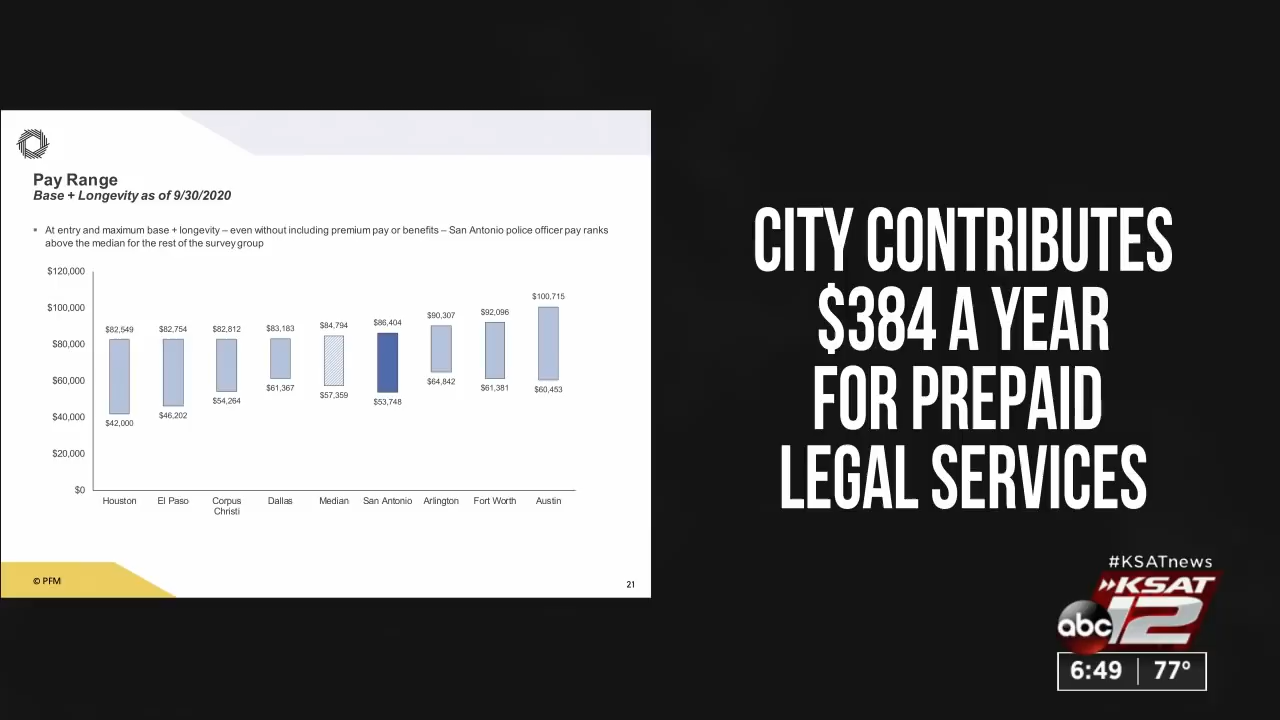 Pay Range
Base + Longevity as of 9/30/2020
• At entry and maximum base + longevity – even without including premium pay or benefits – San Antonio police officer pay ranks
above the median for the rest of the survey group
$120,000
$100,000
$80,000
$60,000
$40,000
$20,000
$0
$82,549
$82,754
$82,812
$83,183
$84,794
$86,404
$90,307
$92,096
$100,715
$42,000
$46,202
$54,264
$61,367
$57,359
$53,748
$64,842
$61,381
$60,453
Houston
El Paso
Corpus
Christi
Dallas
Median
San Antonio
Arlington
Fort Worth
Austin
© PFM
21
CITY CONTRIBUTES
$384 A YEAR
FOR PREPAID
LEGAL SERVICES
#KSATnews
KSAT
abc 12
6:49 77°